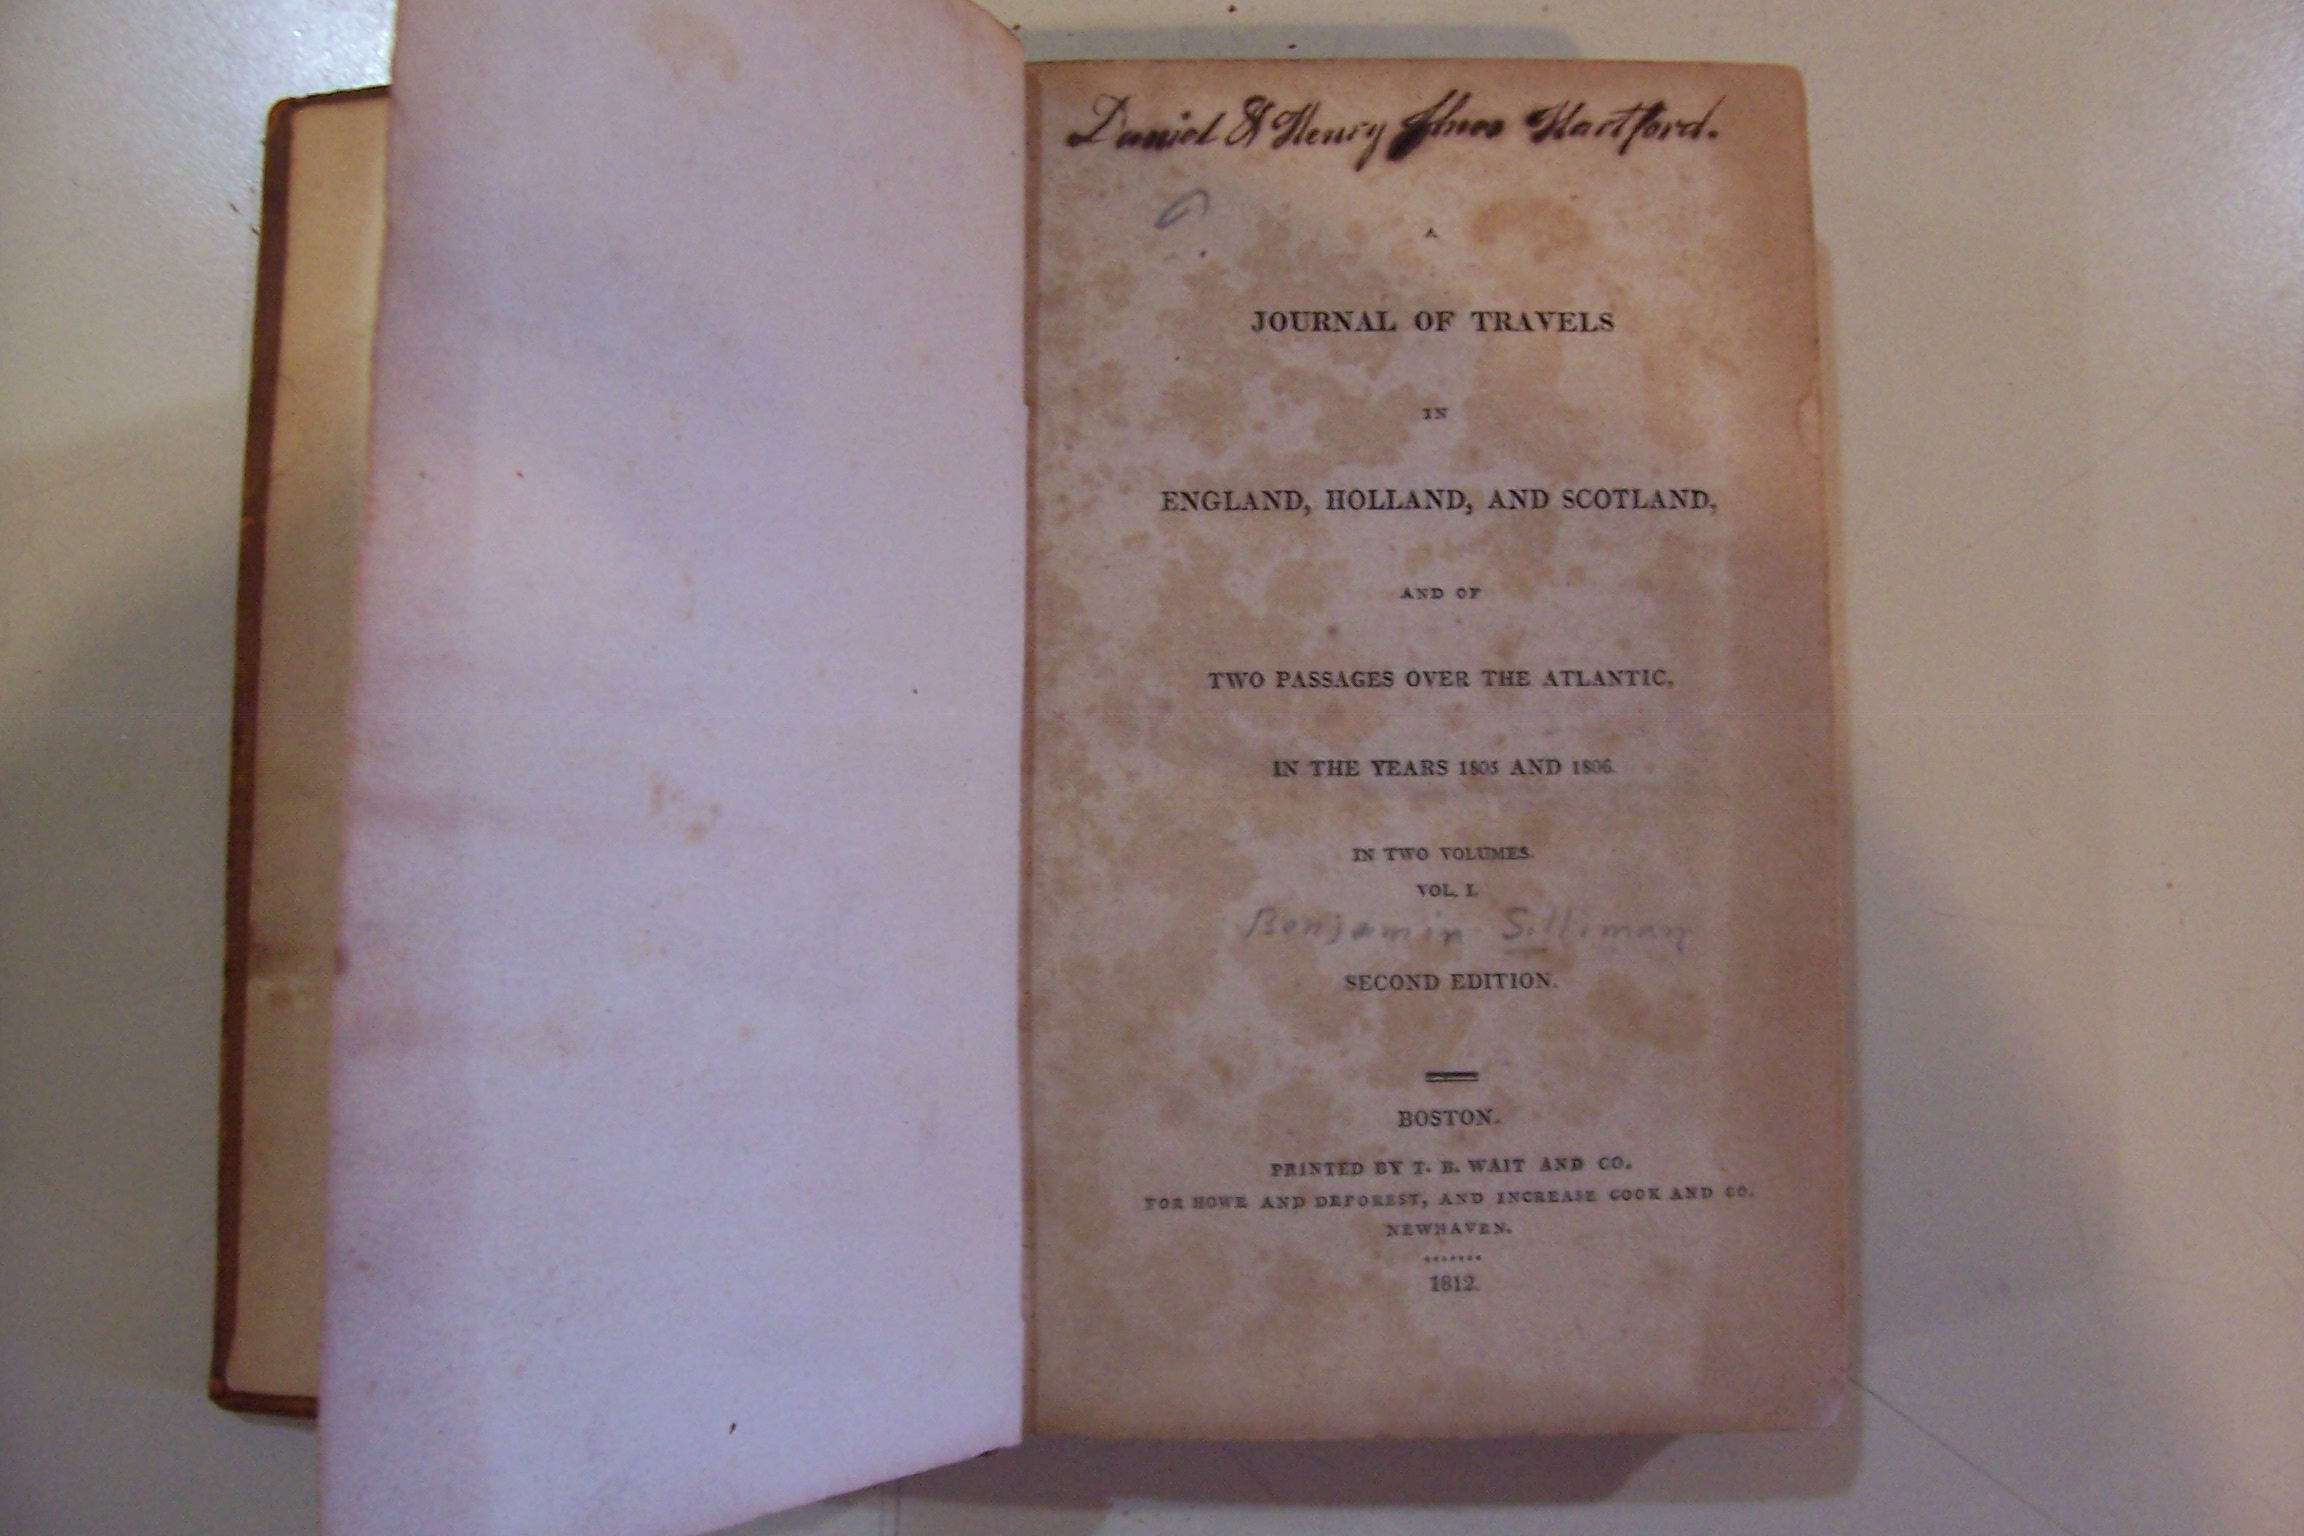 Daniel & Henry Hartford.
A
JOURNAL OF TRAVELS
IN
ENGLAND, HOLLAND, AND SCOTLAND,
AND OF
TWO PASSAGES OVER THE ATLANTIC,
IN THE YEARS 1805 AND 1806.
IN TWO VOLUMES.
VOL. I.
Benjamin Silliman
SECOND EDITION.
BOSTON.
PRINTED BY T. B. WAIT AND CO.
FOR HOWE AND DEFOREST, AND INCREASE COOK AND CO.
NEWHAVEN.
1812.